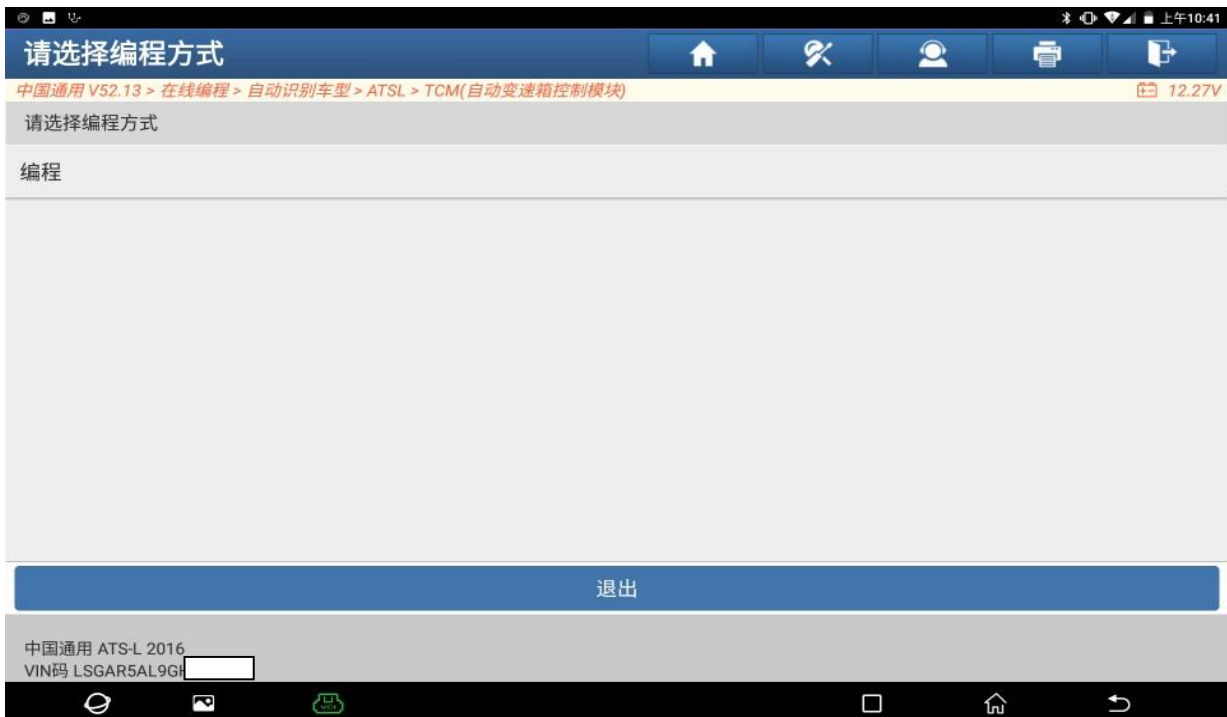 上午10:41
请选择编程方式
中国通用 V52.13 > 在线编程 > 自动识别车型 > ATSL > TCM(自动变速箱控制模块)
12.27V
请选择编程方式
编程
退出
中国通用 ATS-L 2016
VIN码 LSGAR5AL9G
VCI